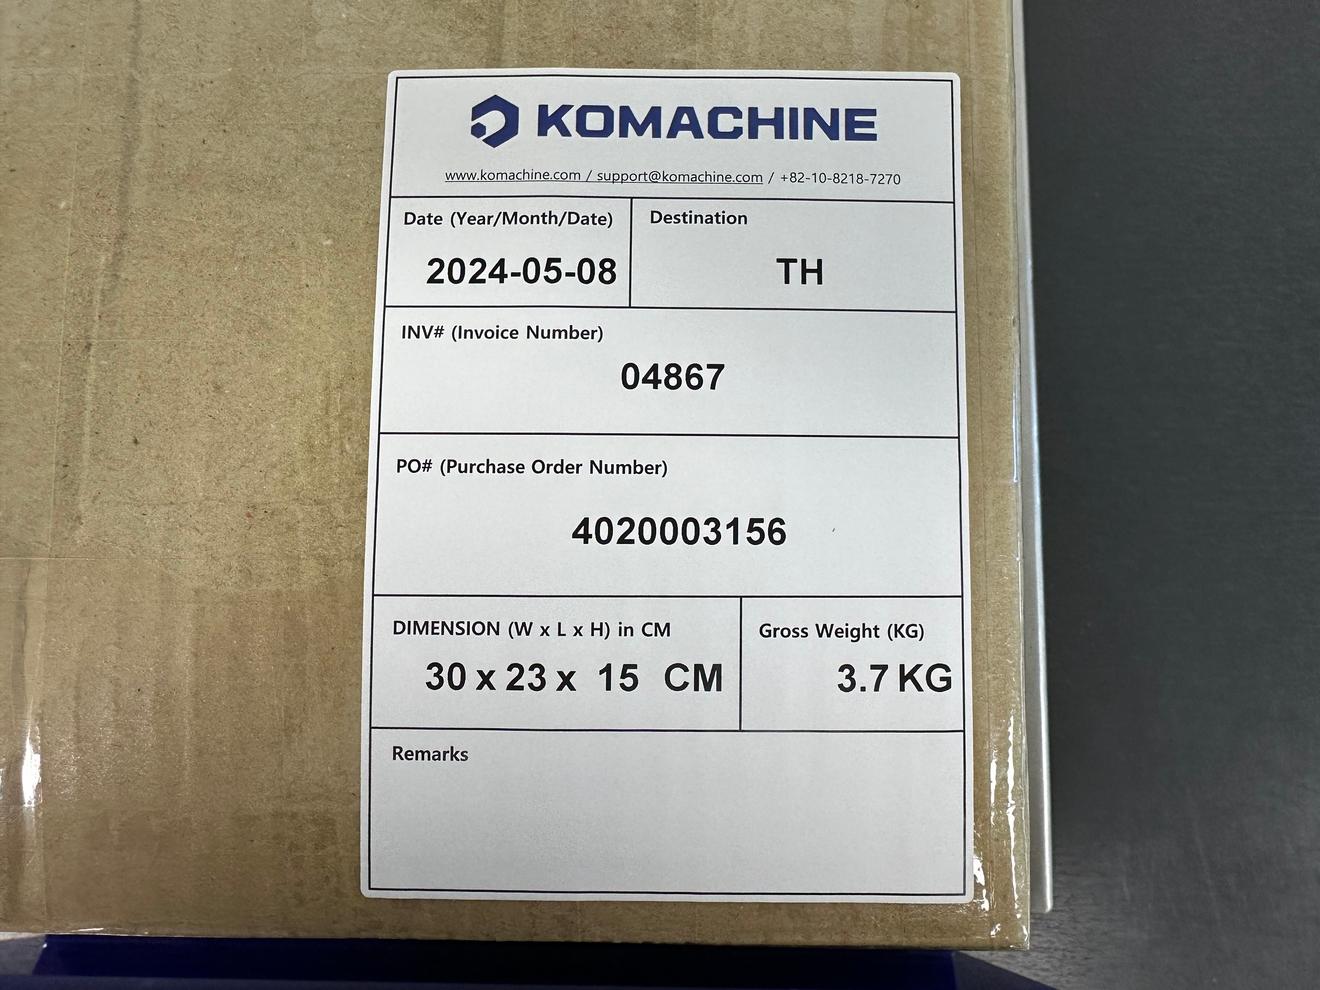 KOMACHINE
www.komachine.com / support@komachine.com / +82-10-8218-7270
Date (Year/Month/Date)
2024-05-08
Destination
TH
INV# (Invoice Number)
04867
PO# (Purchase Order Number)
4020003156
DIMENSION (W x L x H) in CM
30 x 23 x 15 CM
Gross Weight (KG)
3.7 KG
Remarks